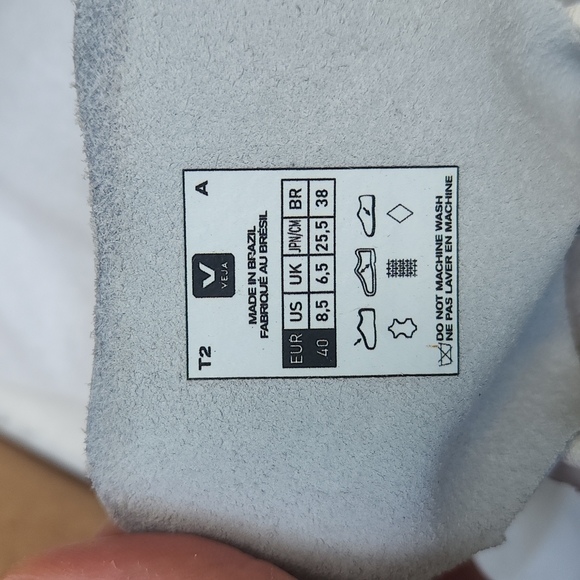 T2 A
V
VEJA
MADE IN BRAZIL
FABRIQUÉ AU BRÉSIL
EUR US UK JPN/CM BR
40 8,5 6,5 25,5 38
DO NOT MACHINE WASH
NE PAS LAVER EN MACHINE